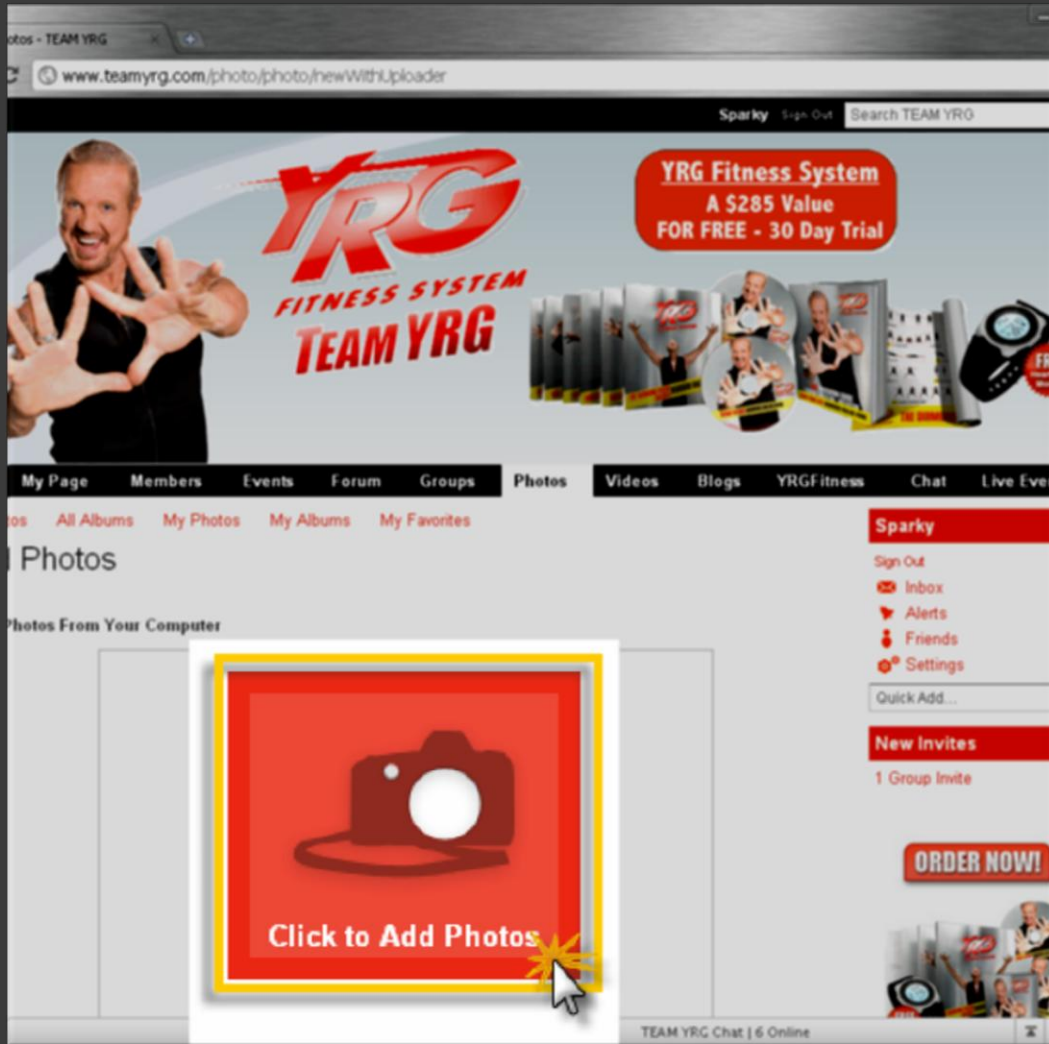 otos - TEAM YRG
www.teamyrg.com/photo/photo/newWithUploader
Sparky Sign Out Search TEAM YRG
YRG
FITNESS SYSTEM
TEAM YRG
YRG Fitness System
A $285 Value
FOR FREE - 30 Day Trial
My Page Members Events Forum Groups Photos Videos Blogs YRGFitness Chat Live Eve
tos All Albums My Photos My Albums My Favorites
Photos
Photos From Your Computer
Click to Add Photos
Sparky
Sign Out
Inbox
Alerts
Friends
Settings
Quick Add...
New Invites
1 Group Invite
ORDER NOW!
TEAM YRG Chat | 6 Online